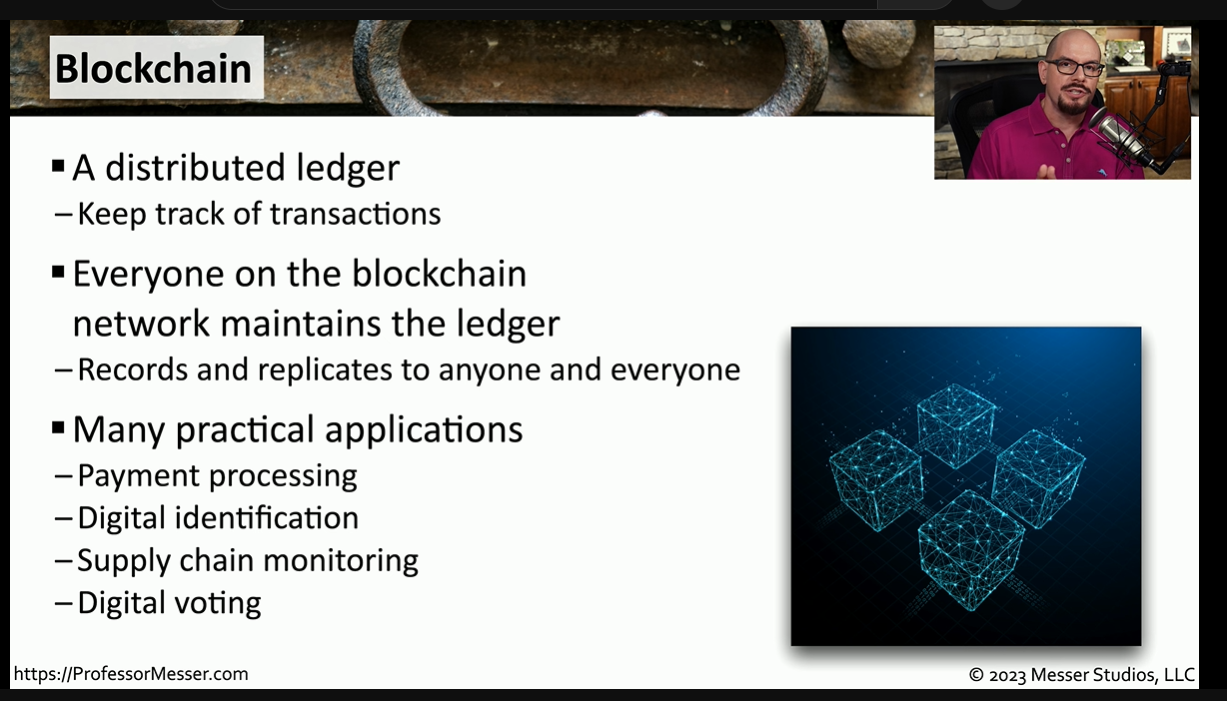 Blockchain
▪ A distributed ledger
– Keep track of transactions
▪ Everyone on the blockchain
network maintains the ledger
– Records and replicates to anyone and everyone
▪ Many practical applications
– Payment processing
– Digital identification
– Supply chain monitoring
– Digital voting
https://ProfessorMesser.com
© 2023 Messer Studios, LLC